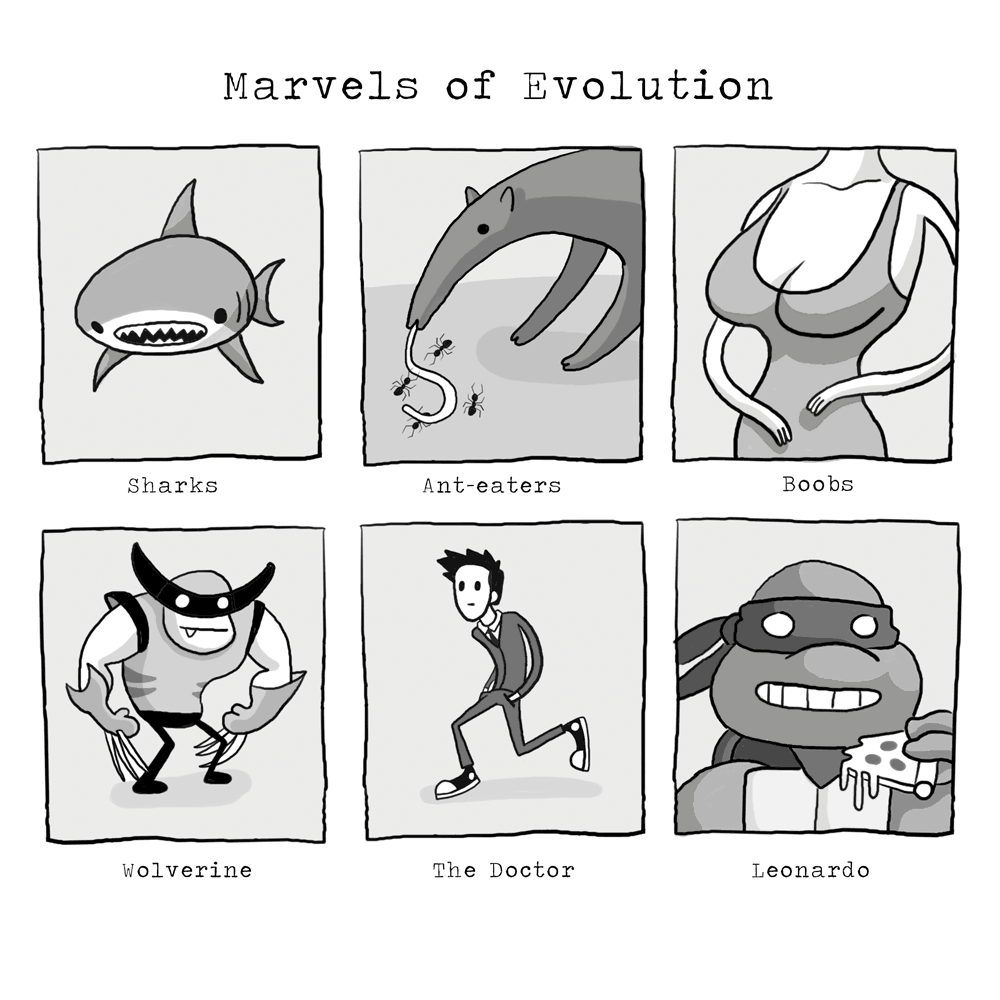 Marvels of Evolution
Sharks
Ant-eaters
Boobs
Wolverine
The Doctor
Leonardo